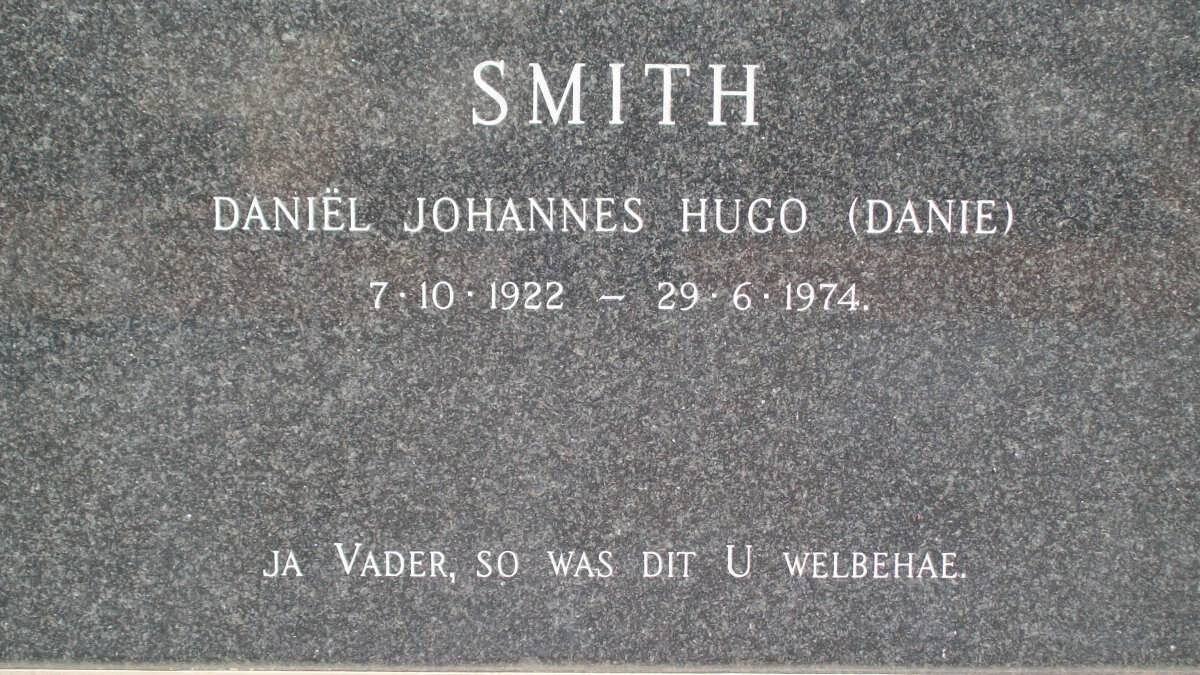 SMITH
DANIËL JOHANNES HUGO (DANIE)
7·10·1922 – 29·6·1974.
JA VADER, SO WAS DIT U WELBEHAE.